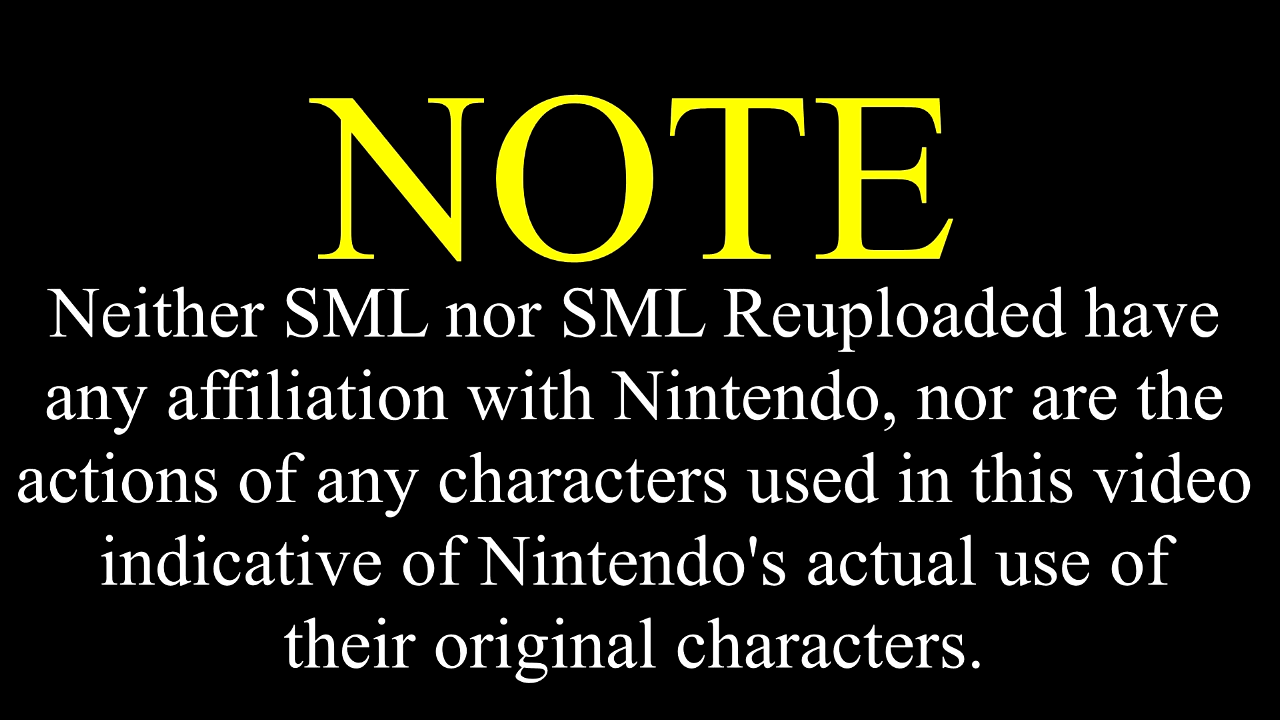 NOTE
Neither SML nor SML Reuploaded have
any affiliation with Nintendo, nor are the
actions of any characters used in this video
indicative of Nintendo's actual use of
their original characters.